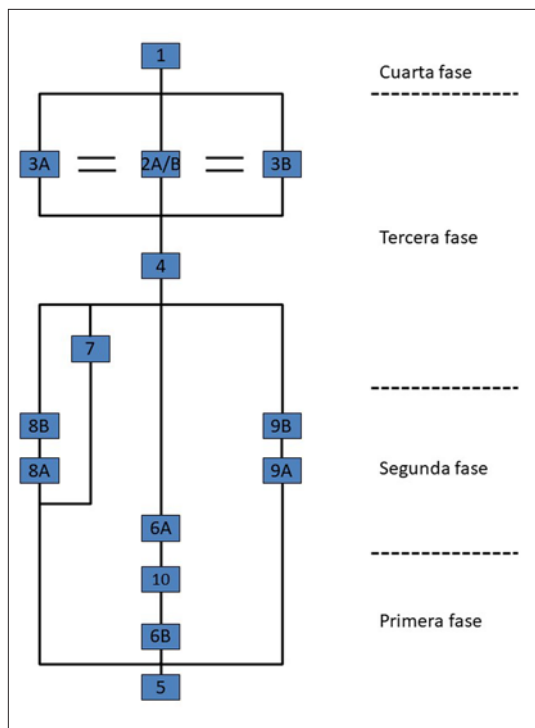 1
Cuarta fase
3A = 2A/B = 3B
Tercera fase
4
7
8B 9B
8A 9A
Segunda fase
6A
10
6B
Primera fase
5